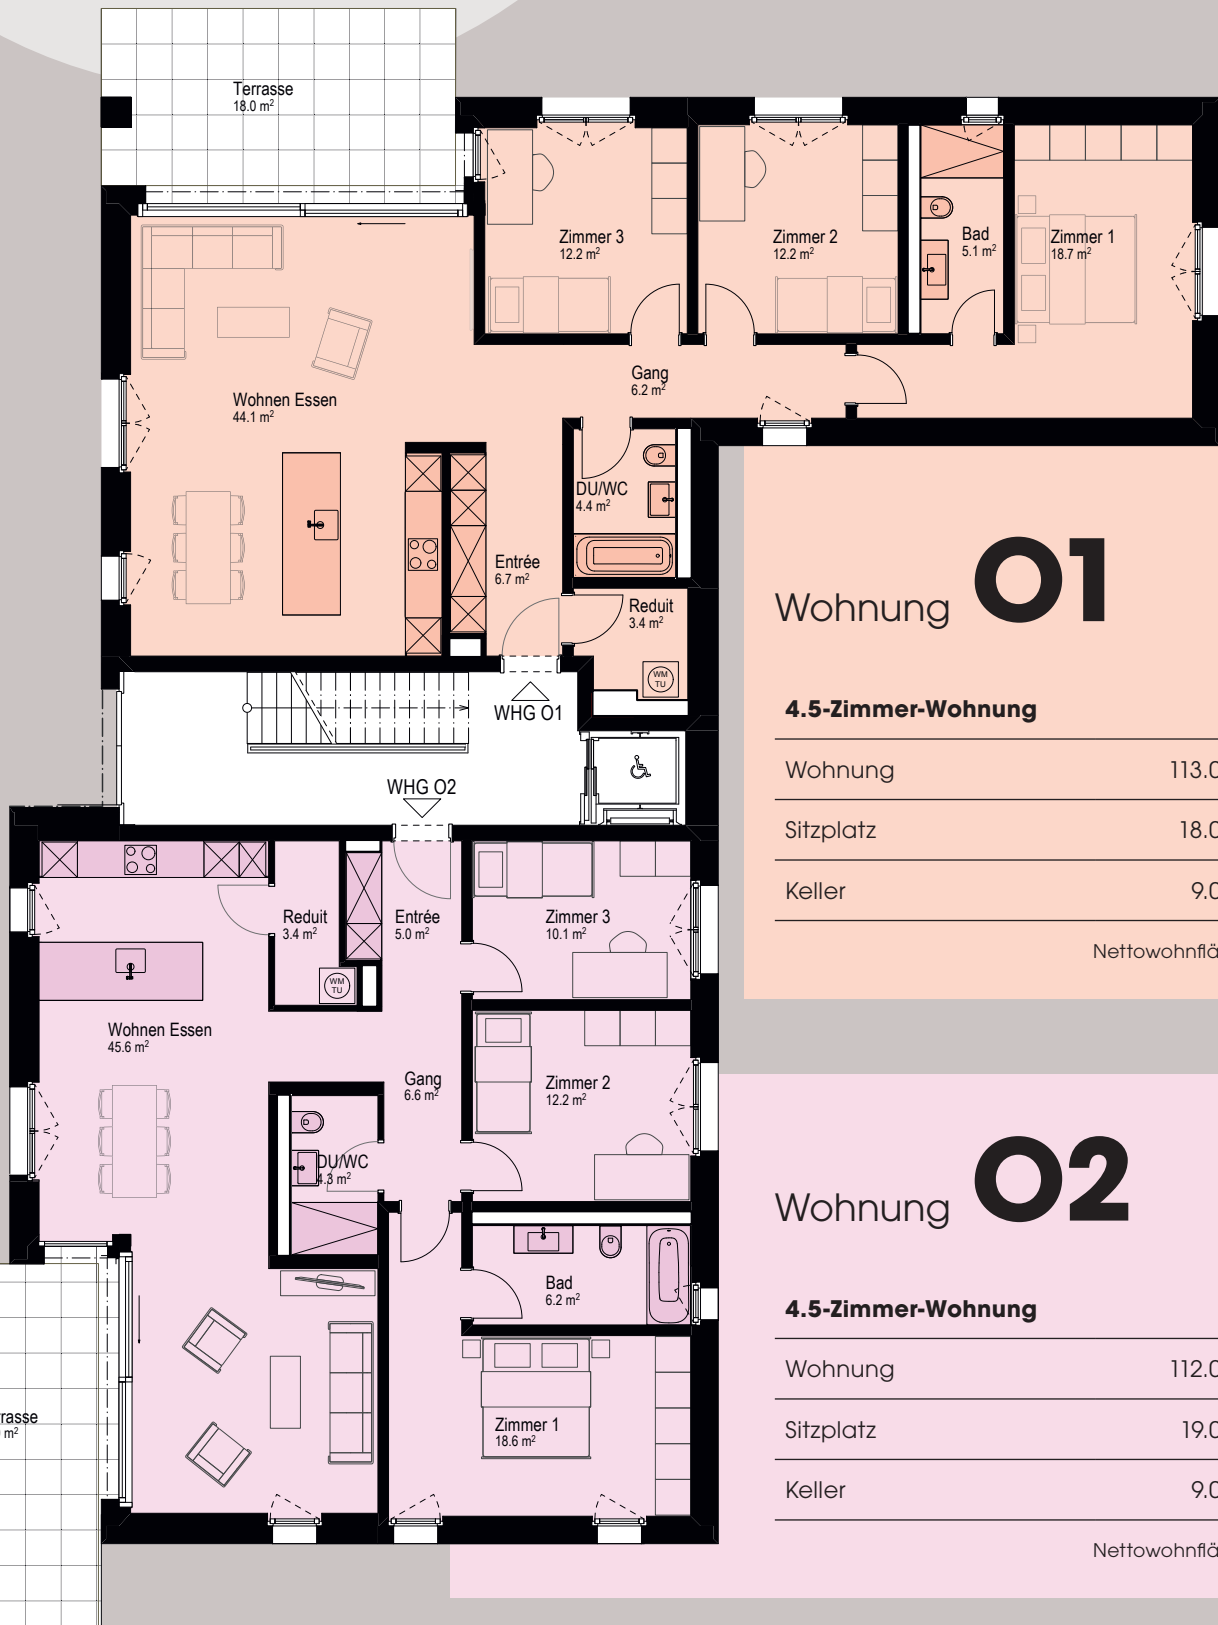 Terrasse
18.0 m²
Zimmer 3
12.2 m²
Zimmer 2
12.2 m²
Bad
5.1 m²
Zimmer 1
18.7 m²
Wohnen Essen
44.1 m²
Gang
6.2 m²
DU/WC
4.4 m²
Entrée
6.7 m²
Reduit
3.4 m²
WM
TU
WHG O1
WHG O2
Wohnung O1
4.5-Zimmer-Wohnung
Wohnung 113.0
Sitzplatz 18.0
Keller 9.0
Nettowohnflä
Reduit
3.4 m²
Entrée
5.0 m²
Zimmer 3
10.1 m²
WM
TU
Wohnen Essen
45.6 m²
Gang
6.6 m²
Zimmer 2
12.2 m²
DU/WC
4.3 m²
Bad
6.2 m²
Zimmer 1
18.6 m²
rasse
m²
Wohnung O2
4.5-Zimmer-Wohnung
Wohnung 112.0
Sitzplatz 19.0
Keller 9.0
Nettowohnflä